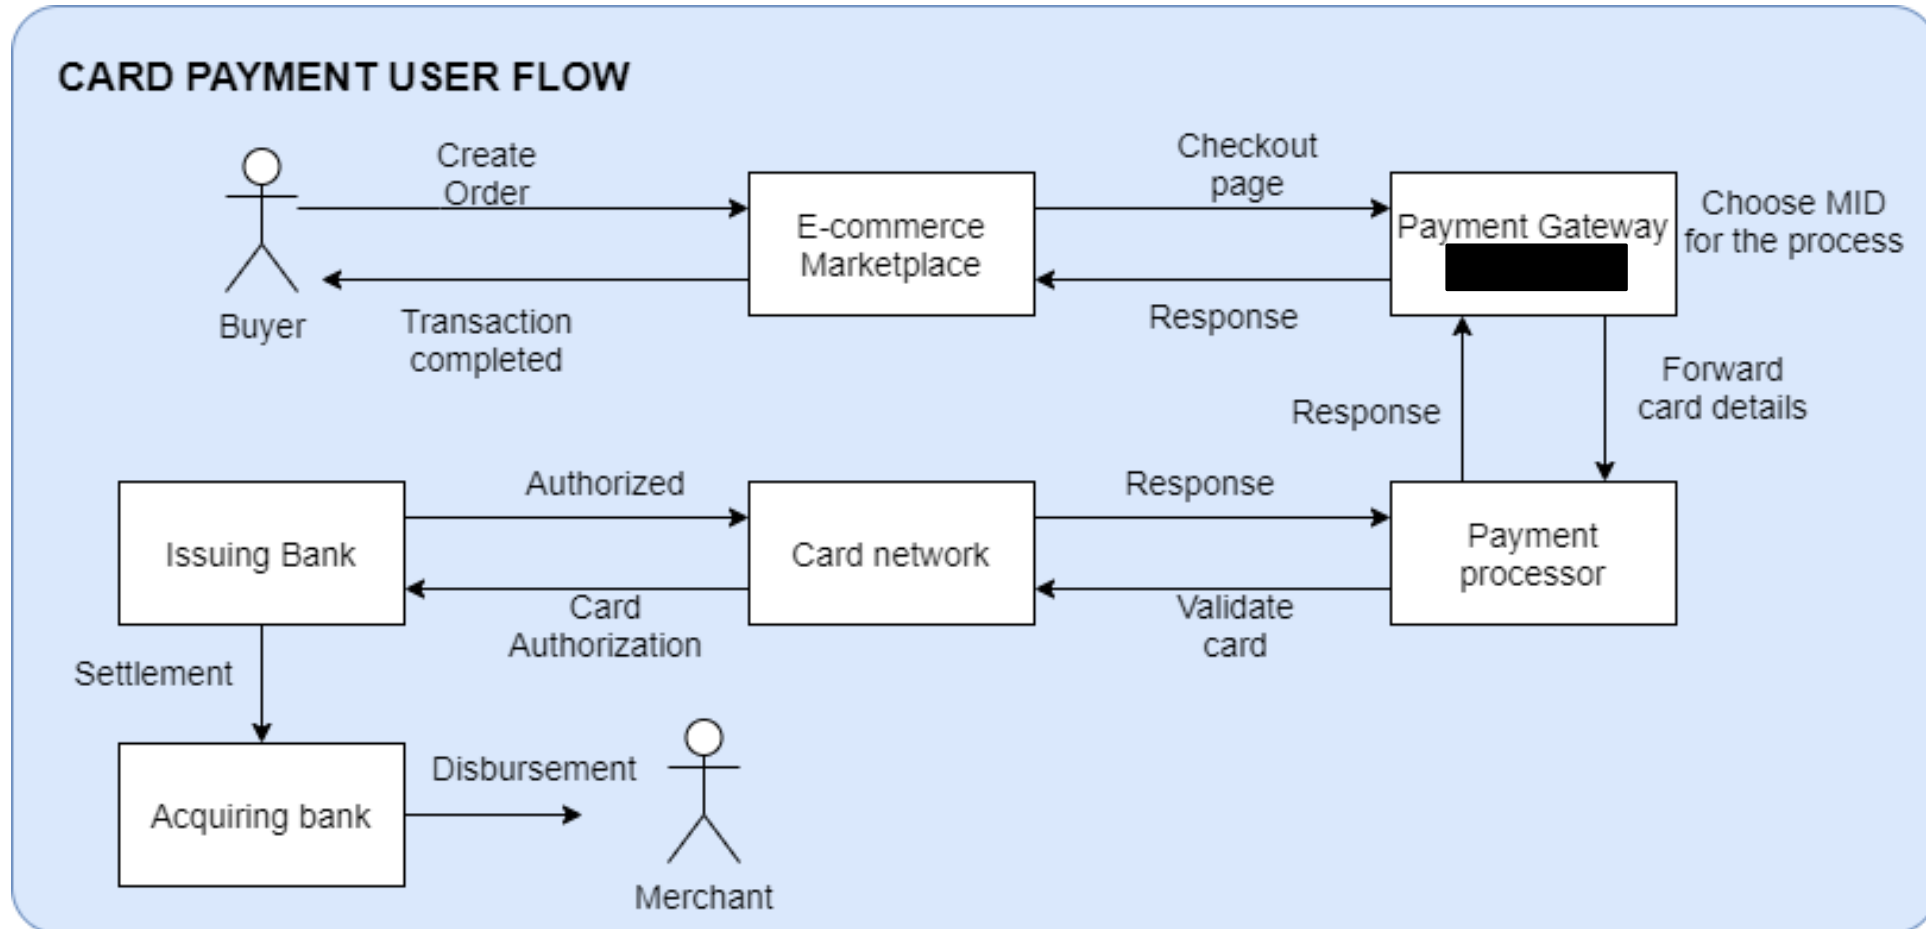 CARD PAYMENT USER FLOW
Create
Order
Checkout
page
E-commerce
Marketplace
Payment Gateway
Choose MID
for the process
Buyer
Transaction
completed
Response
Forward
card details
Response
Authorized
Response
Issuing Bank
Card network
Payment
processor
Card
Authorization
Validate
card
Settlement
Acquiring bank
Disbursement
Merchant